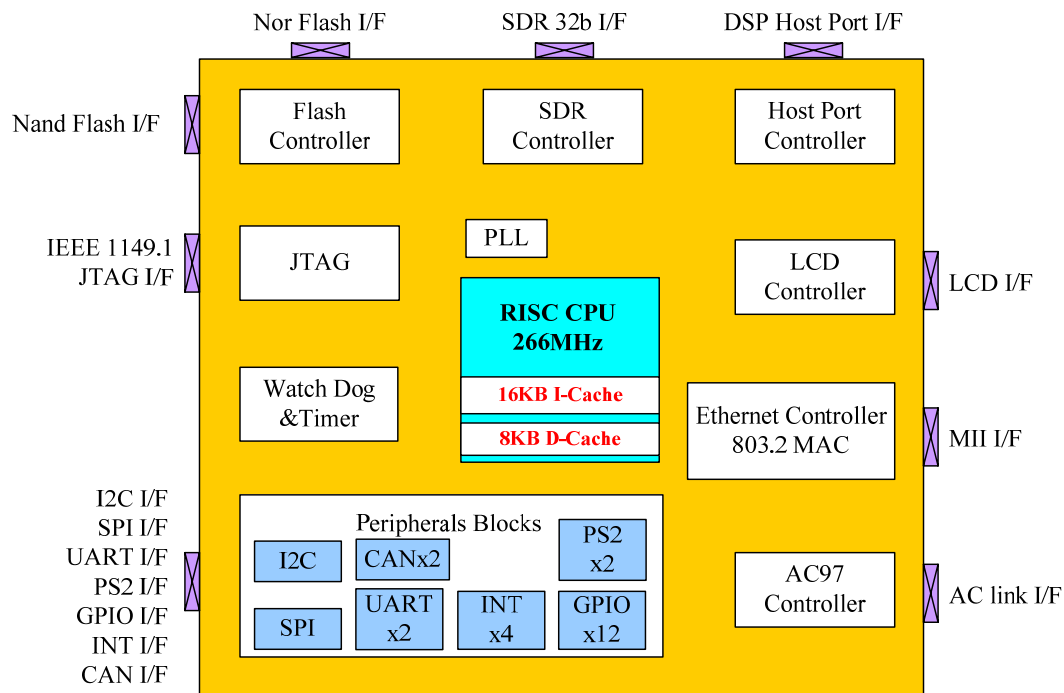 Nor Flash I/F
SDR 32b I/F
DSP Host Port I/F
Nand Flash I/F
Flash
Controller
SDR
Controller
Host Port
Controller
IEEE 1149.1
JTAG I/F
JTAG
PLL
LCD
Controller
LCD I/F
RISC CPU
266MHz
16KB I-Cache
8KB D-Cache
Watch Dog
&Timer
Ethernet Controller
803.2 MAC
MII I/F
I2C I/F
SPI I/F
UART I/F
PS2 I/F
GPIO I/F
INT I/F
CAN I/F
Peripherals Blocks
I2C
CANx2
PS2
x2
SPI
UART
x2
INT
x4
GPIO
x12
AC97
Controller
AC link I/F